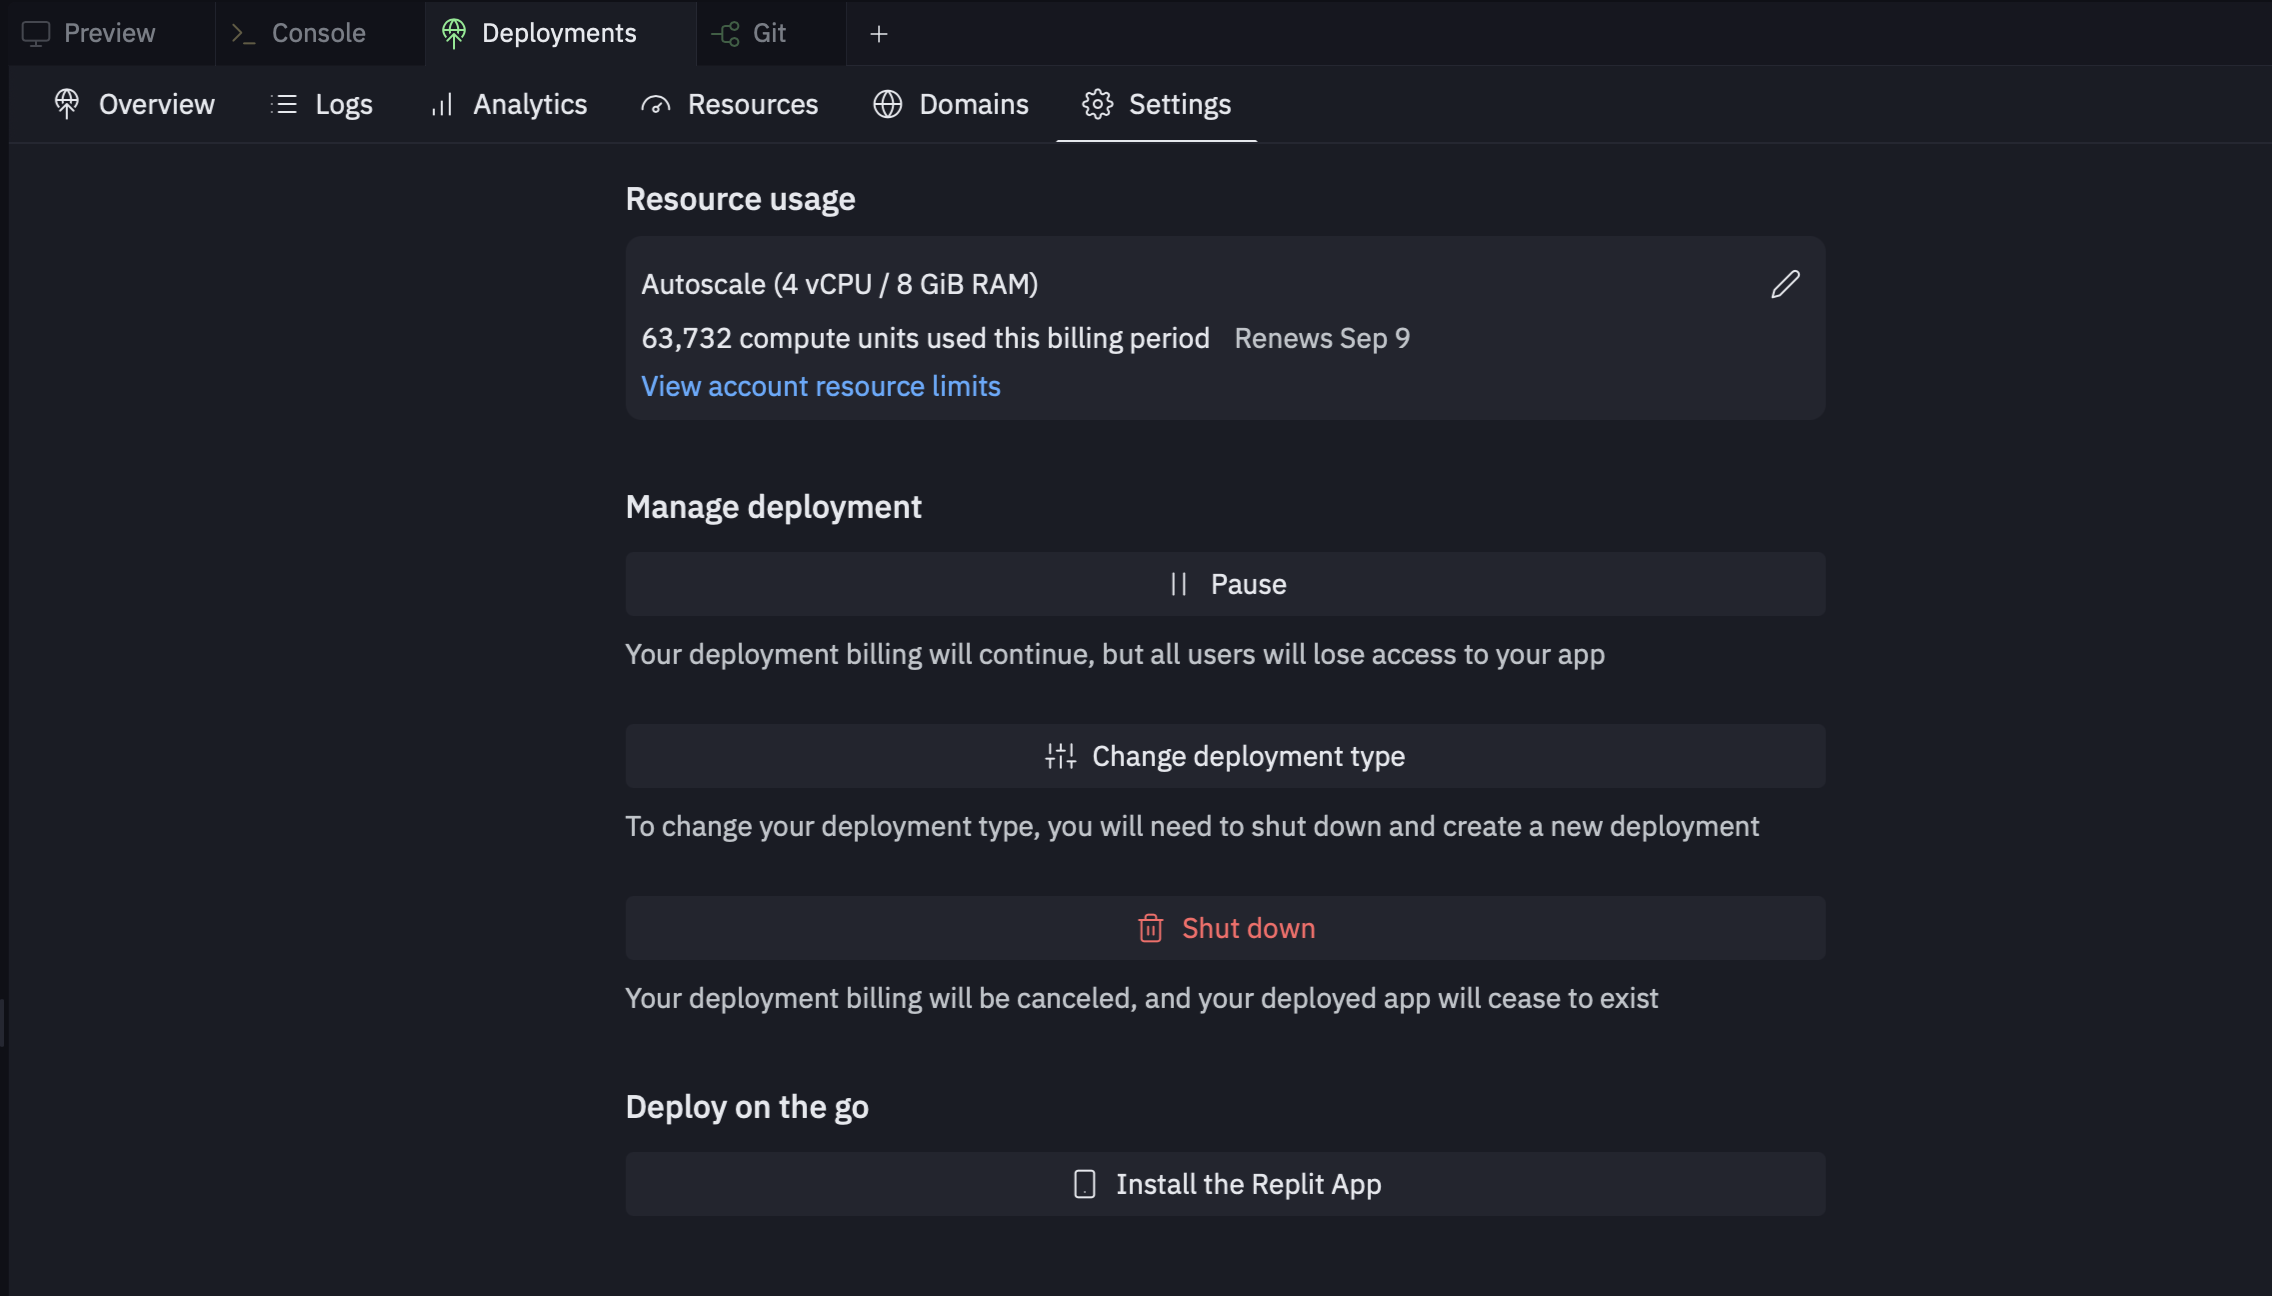 Preview
Console
Deployments
Git
Overview
Logs
Analytics
Resources
Domains
Settings
Resource usage
Autoscale (4 vCPU / 8 GiB RAM)
63,732 compute units used this billing period Renews Sep 9
View account resource limits
Manage deployment
Pause
Your deployment billing will continue, but all users will lose access to your app
Change deployment type
To change your deployment type, you will need to shut down and create a new deployment
Shut down
Your deployment billing will be canceled, and your deployed app will cease to exist
Deploy on the go
Install the Replit App